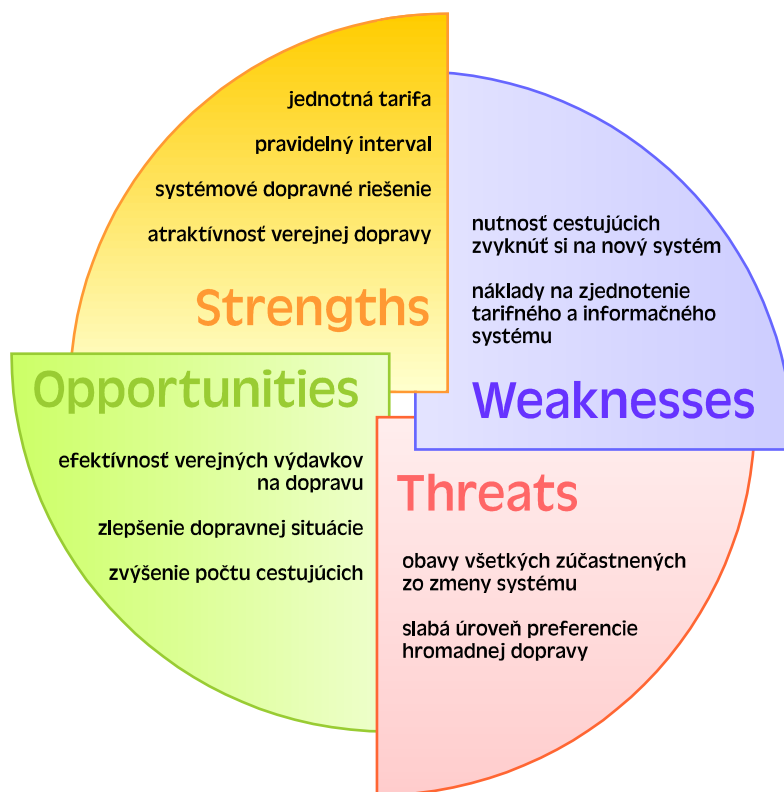 jednotná tarifa
pravidelný interval
systémové dopravné riešenie
atraktívnosť verejnej dopravy
Strengths
nutnosť cestujúcich
zvyknúť si na nový systém
náklady na zjednotenie
tarifného a informačného
systému
Weaknesses
Opportunities
efektívnosť verejných výdavkov
na dopravu
zlepšenie dopravnej situácie
zvýšenie počtu cestujúcich
Threats
obavy všetkých zúčastnených
zo zmeny systému
slabá úroveň preferencie
hromadnej dopravy